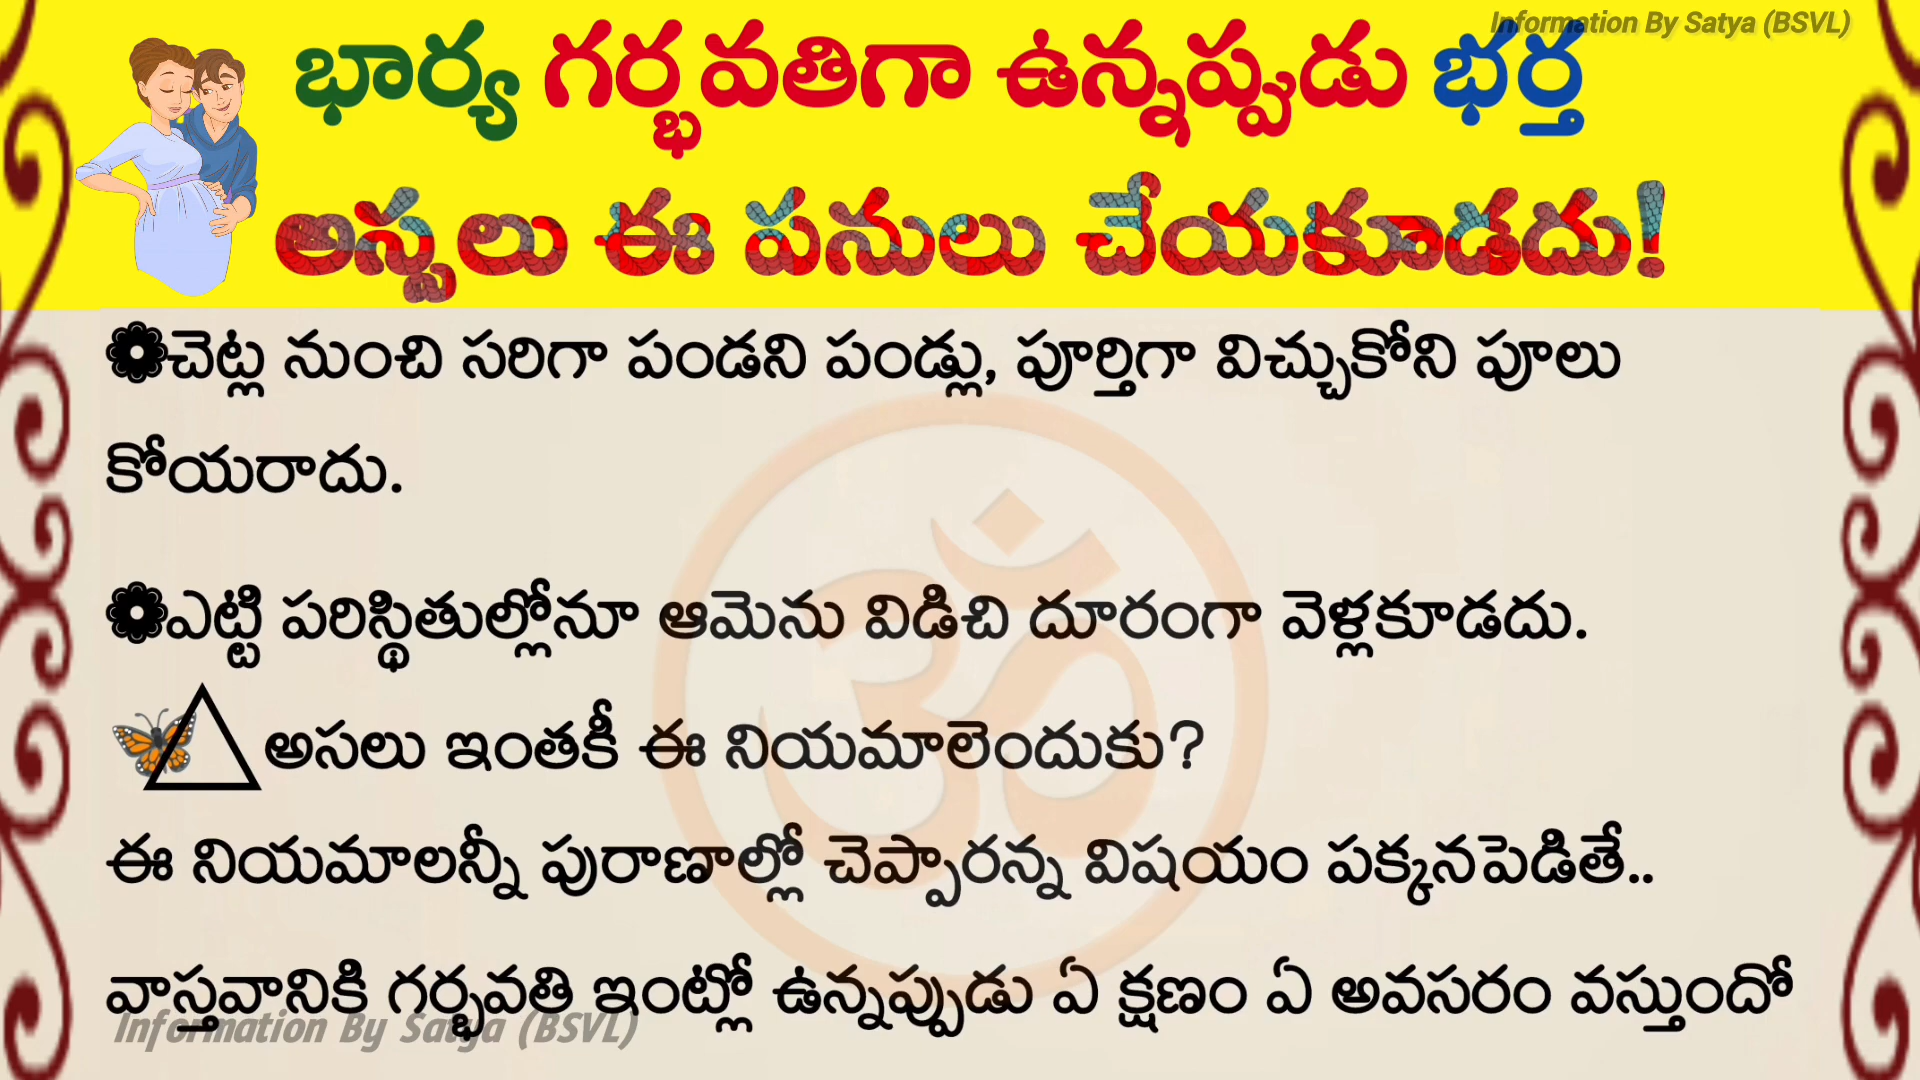 Information By Satya (BSVL)
భార్య గర్భవతిగా ఉన్నప్పుడు భర్త
అస్సలు ఈ పనులు చేయకూడదు!
❁చెట్ల నుంచి సరిగా పండని పండ్లు, పూర్తిగా విచ్చుకోని పూలు
కోయరాదు.
❁ఎట్టి పరిస్థితుల్లోనూ ఆమెను విడిచి దూరంగా వెళ్లకూడదు.
అసలు ఇంతకీ ఈ నియమాలెందుకు?
ఈ నియమాలన్నీ పురాణాల్లో చెప్పారన్న విషయం పక్కనపెడితే..
వాస్తవానికి గర్భవతి ఇంట్లో ఉన్నప్పుడు ఏ క్షణం ఏ అవసరం వస్తుందో
Information By Satya (BSVL)